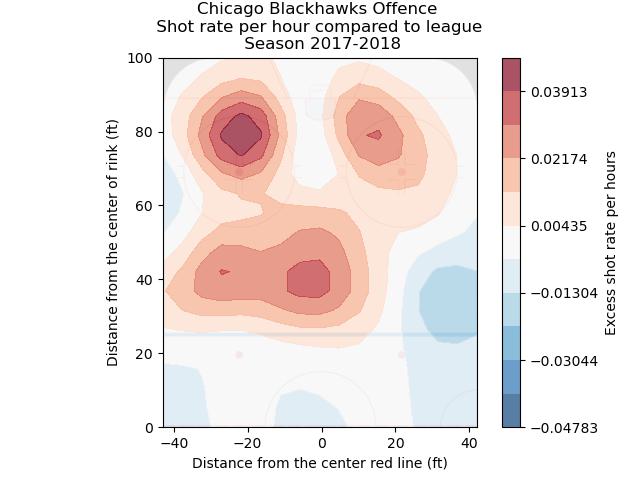 Chicago Blackhawks Offence
Shot rate per hour compared to league
Season 2017-2018
100
80
60
40
20
0
−40
−20
0
20
40
Distance from the center red line (ft)
Distance from the center of rink (ft)
0.03913
0.02174
0.00435
−0.01304
−0.03044
−0.04783
Excess shot rate per hours